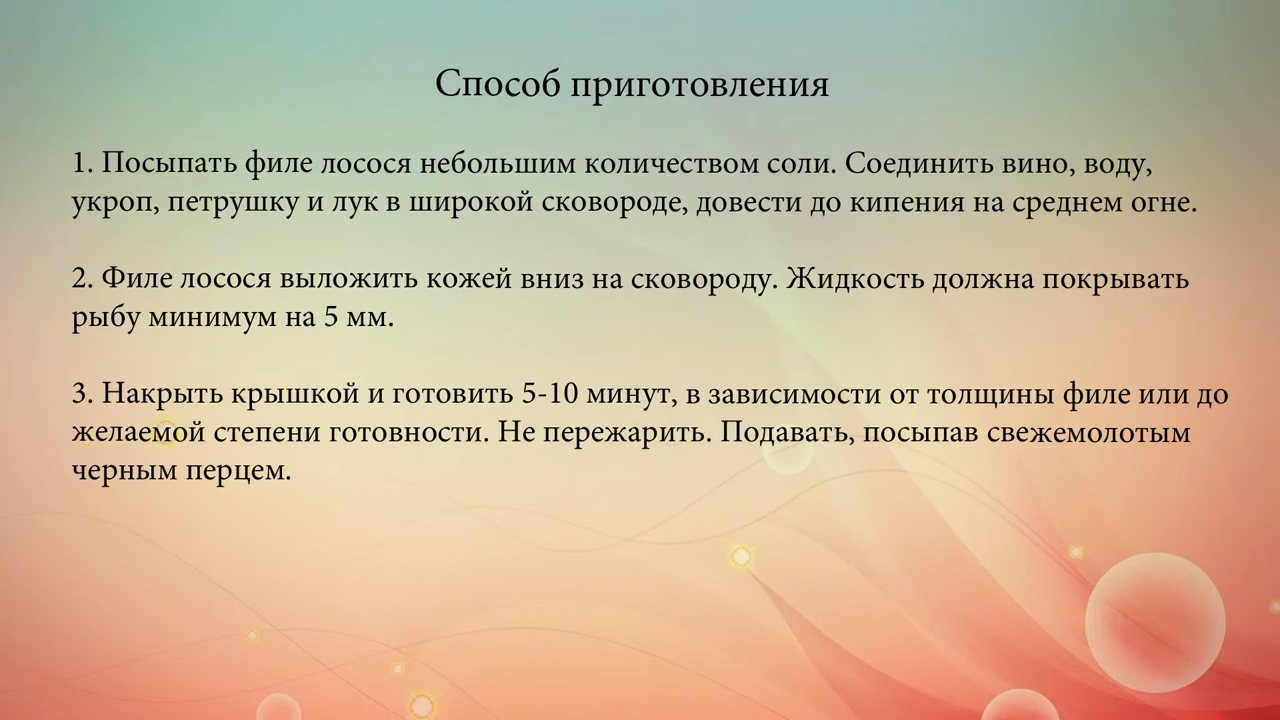 Способ приготовления
1. Посыпать филе лосося небольшим количеством соли. Соединить вино, воду,
укроп, петрушку и лук в широкой сковороде, довести до кипения на среднем огне.
2. Филе лосося выложить кожей вниз на сковороду. Жидкость должна покрывать
рыбу минимум на 5 мм.
3. Накрыть крышкой и готовить 5-10 минут, в зависимости от толщины филе или до
желаемой степени готовности. Не пережарить. Подавать, посыпав свежемолотым
черным перцем.